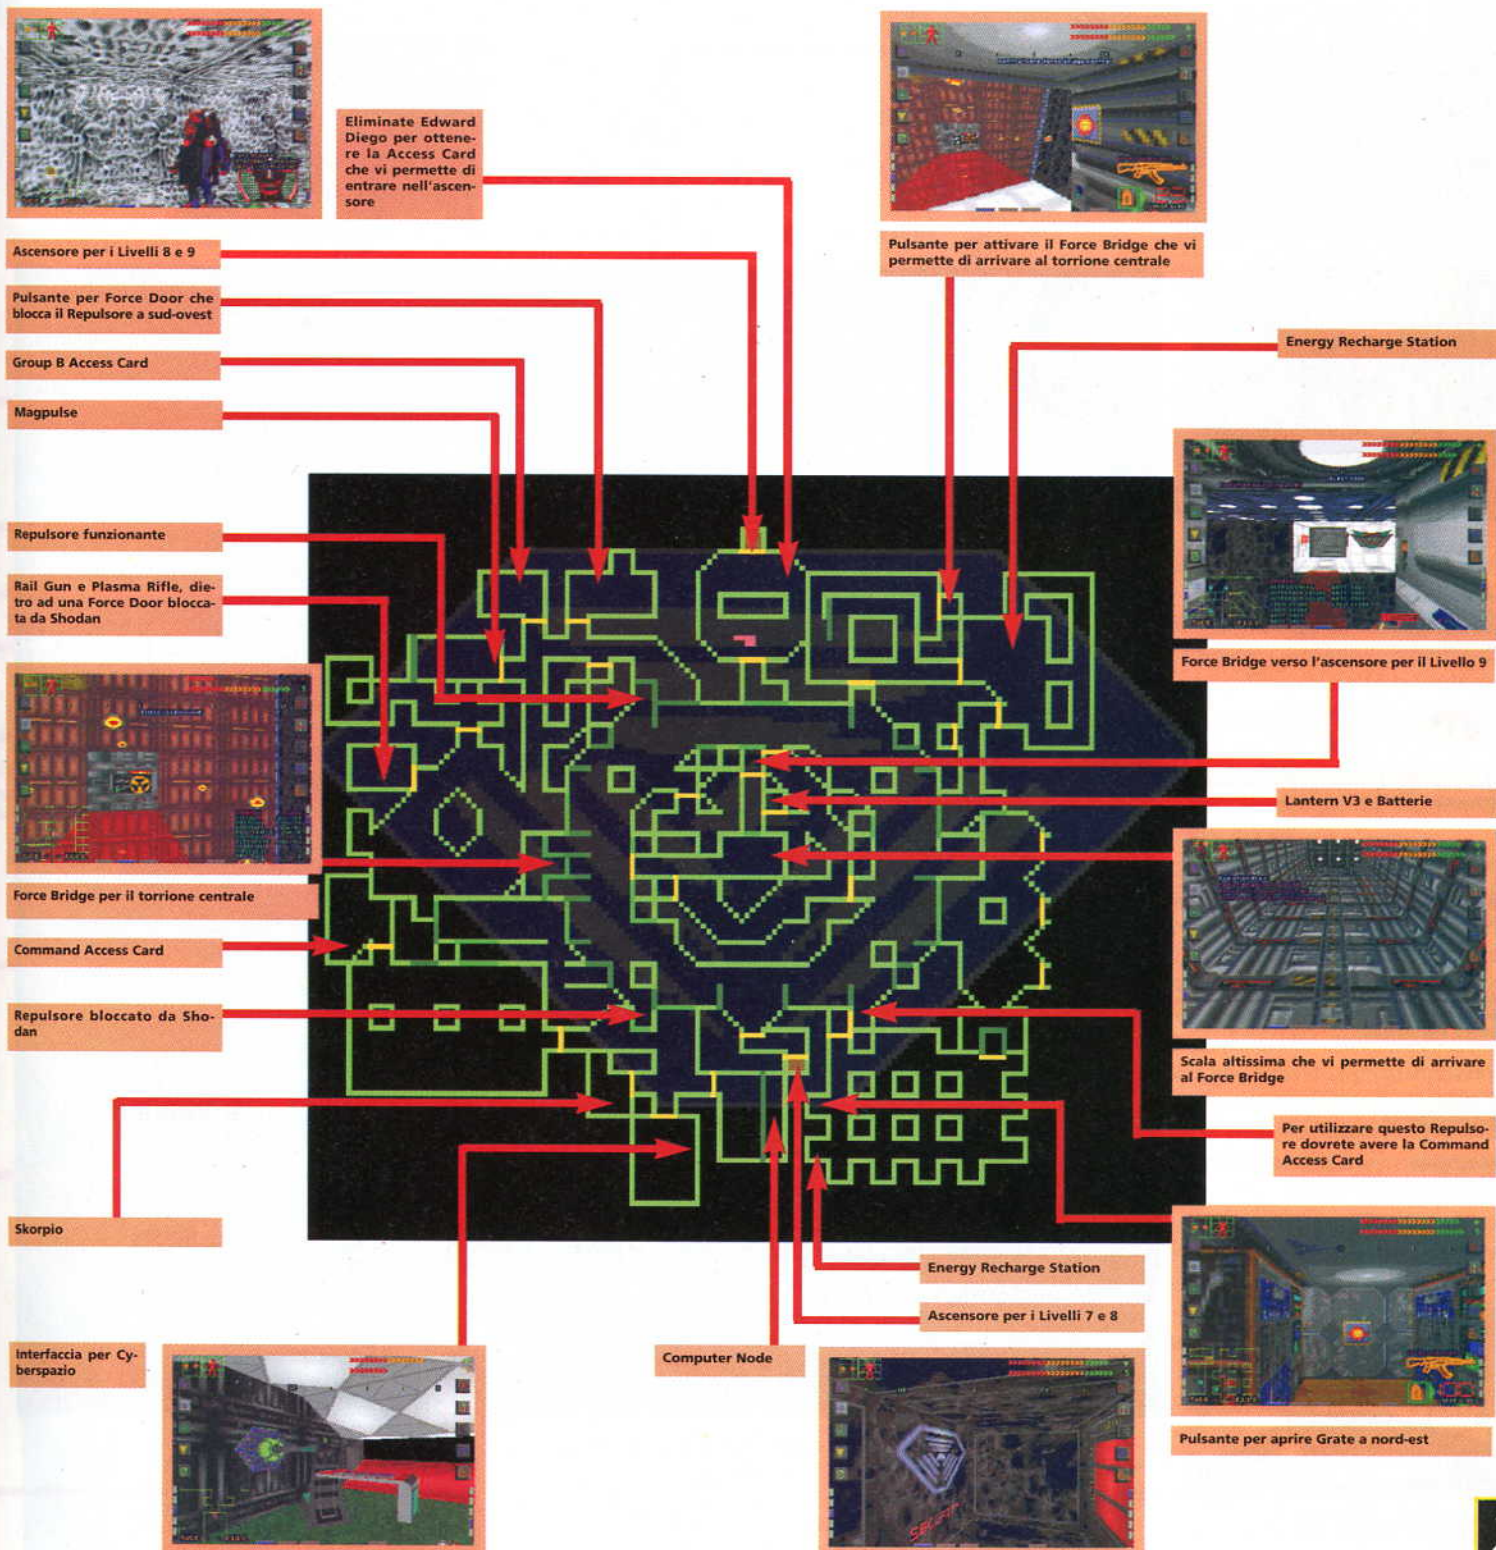 Eliminate Edward
Diego per ottene-
re la Access Card
che vi permette di
entrare nell'ascen-
sore
Pulsante per attivare il Force Bridge che vi
permette di arrivare al torrione centrale
Ascensore per i Livelli 8 e 9
Pulsante per Force Door che
blocca il Repulsore a sud-ovest
Group B Access Card
Magpulse
Energy Recharge Station
Repulsore funzionante
Rail Gun e Plasma Rifle, die-
tro ad una Force Door blocca-
ta da Shodan
Force Bridge verso l'ascensore per il Livello 9
Lantern V3 e Batterie
Force Bridge per il torrione centrale
Command Access Card
Repulsore bloccato da Sho-
dan
Scala altissima che vi permette di arrivare
al Force Bridge
Per utilizzare questo Repulso-
re dovrete avere la Command
Access Card
Skorpio
Energy Recharge Station
Ascensore per i Livelli 7 e 8
Interfaccia per Cy-
berspazio
Computer Node
Pulsante per aprire Grate a nord-est